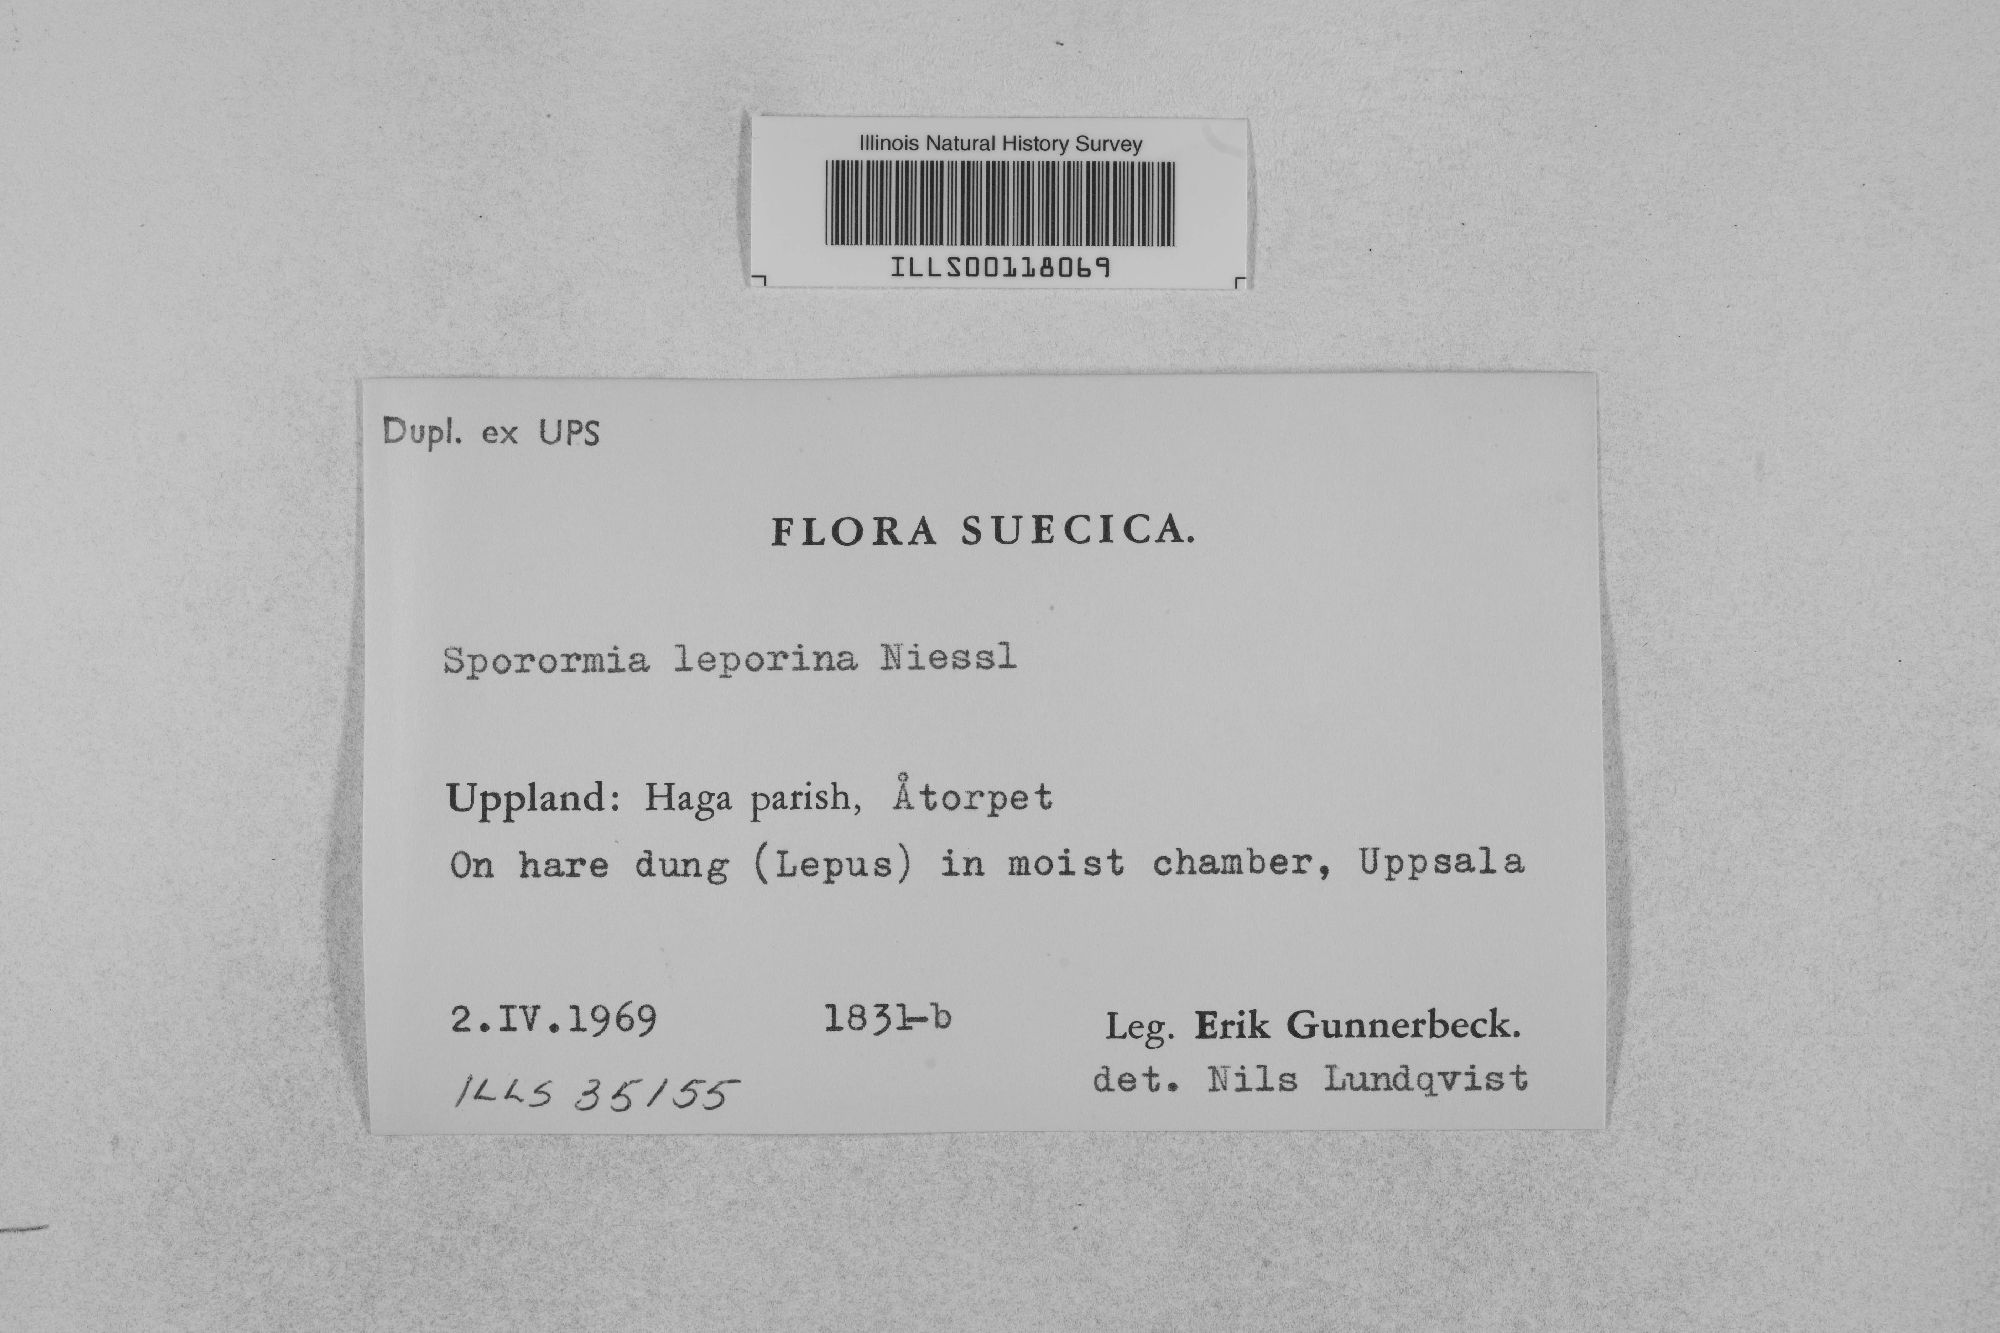 Illinois Natural History Survey
ILLS00118069
Dupl. ex UPS
FLORA SUECICA.
Sporormia leporina Niessl
Uppland: Haga parish, Åtorpet
On hare dung (Lepus) in moist chamber, Uppsala
2.IV.1969 1831-b Leg. Erik Gunnerbeck.
det. Nils Lundqvist
ILLS 35155